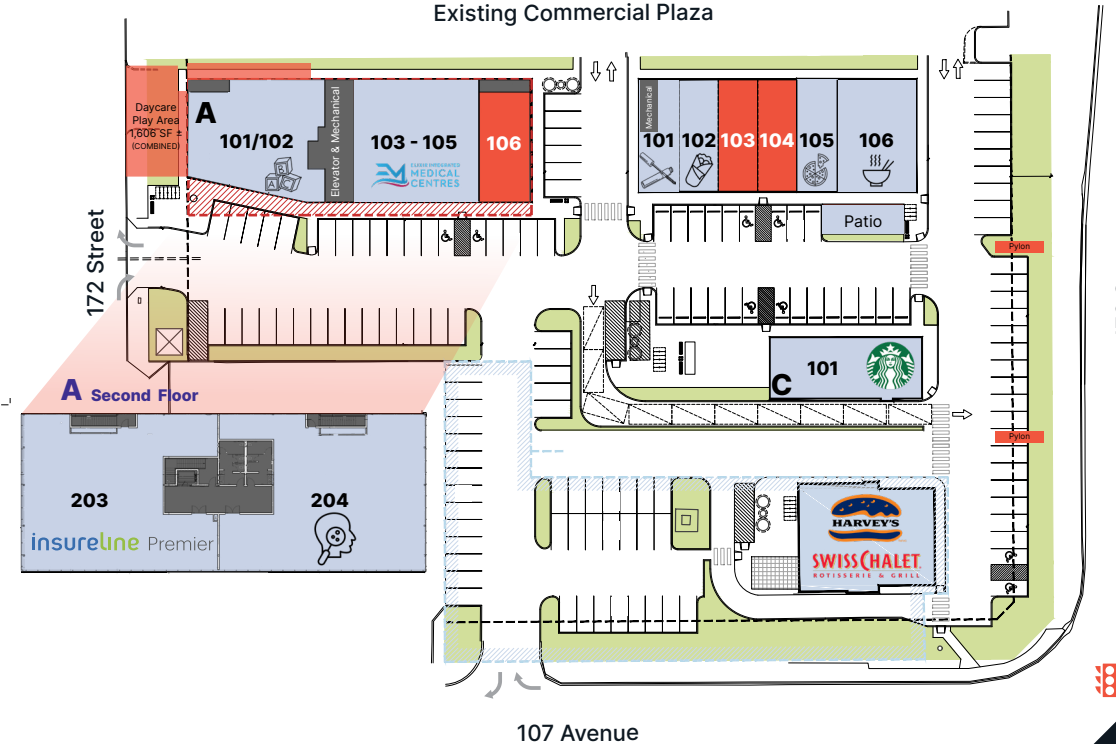 Existing Commercial Plaza
Daycare
Play Area
1,606 SF ±
(COMBINED)
A
101/102
A
B
C
Elevator & Mechanical
103 - 105
MEDICAL
CENTRES
106
Mechanical
101
102
103
104
105
106
Patio
Pylon
172 Street
101
C
A Second Floor
Pylon
203
insureline Premier
204
HARVEY'S
SWISS CHALET
ROTISSERIE & GRILL
107 Avenue